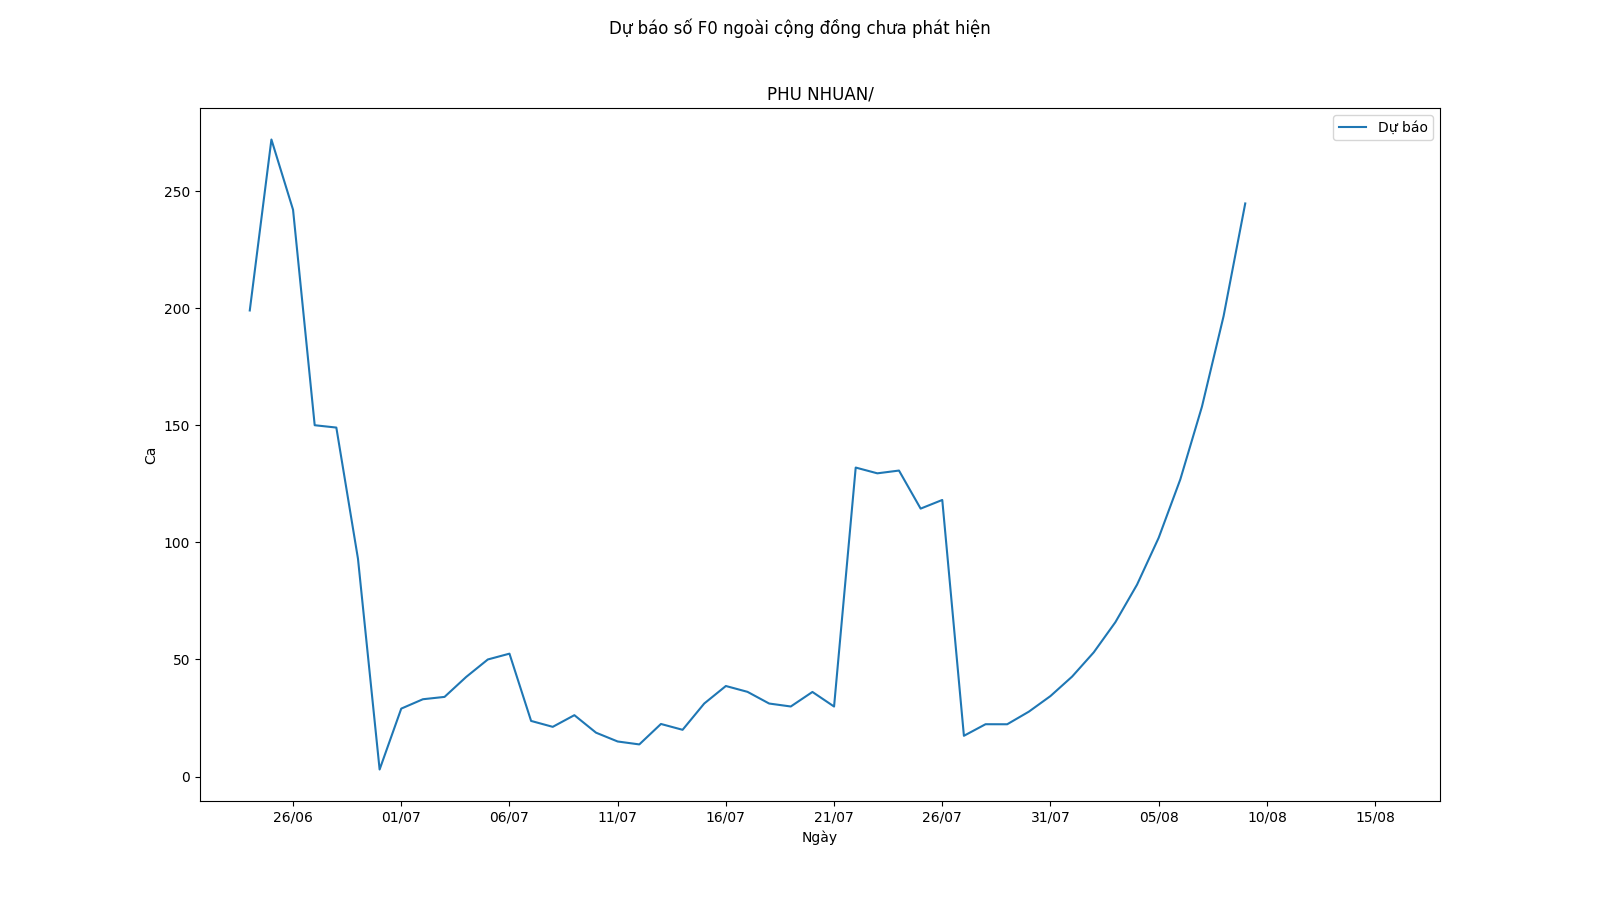 Dự báo số F0 ngoài cộng đồng chưa phát hiện
PHU NHUAN/
Dự báo
250
200
150
100
50
0
Ca
26/06 01/07 06/07 11/07 16/07 21/07 26/07 31/07 05/08 10/08 15/08
Ngày